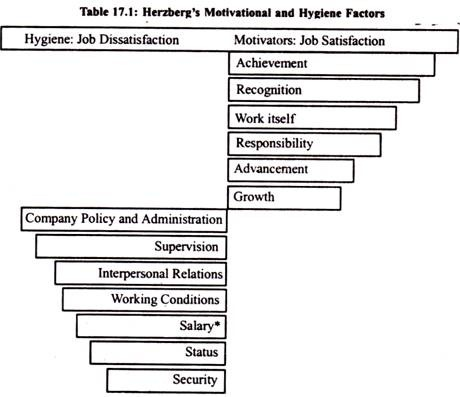 Table 17.1: Herzberg's Motivational and Hygiene Factors
Hygiene: Job Dissatisfaction Motivators: Job Satisfaction
Achievement
Recognition
Work itself
Responsibility
Advancement
Growth
Company Policy and Administration
Supervision
Interpersonal Relations
Working Conditions
Salary*
Status
Security